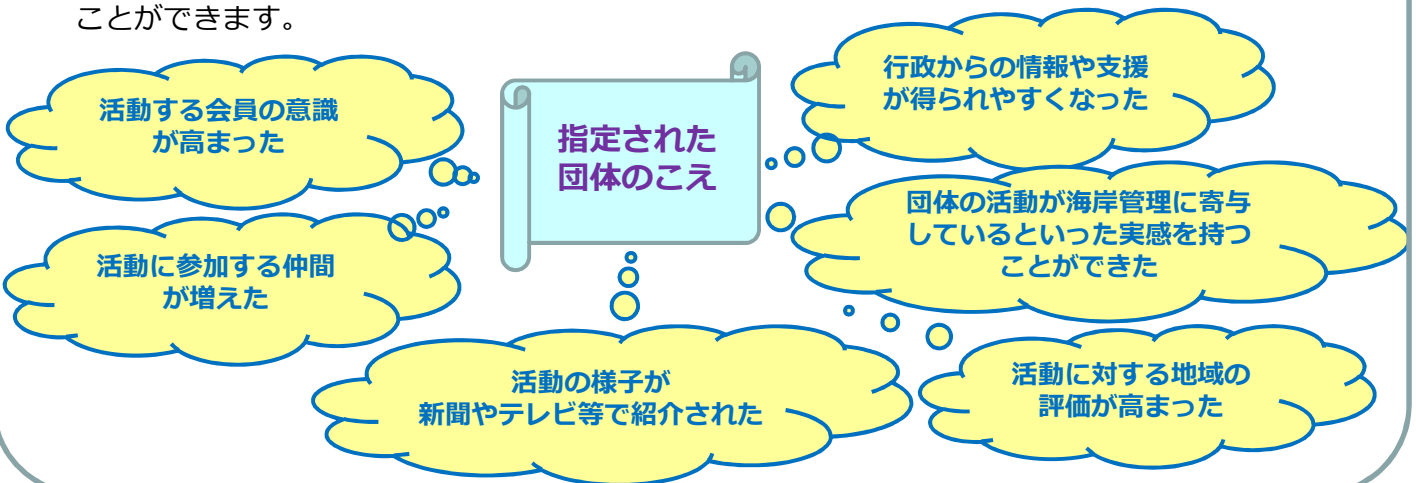 ことができます。
指定された
団体のこえ
活動する会員の意識
が高まった
活動に参加する仲間
が増えた
活動の様子が
新聞やテレビ等で紹介された
行政からの情報や支援
が得られやすくなった
団体の活動が海岸管理に寄与
しているといった実感を持つ
ことができた
活動に対する地域の
評価が高まった